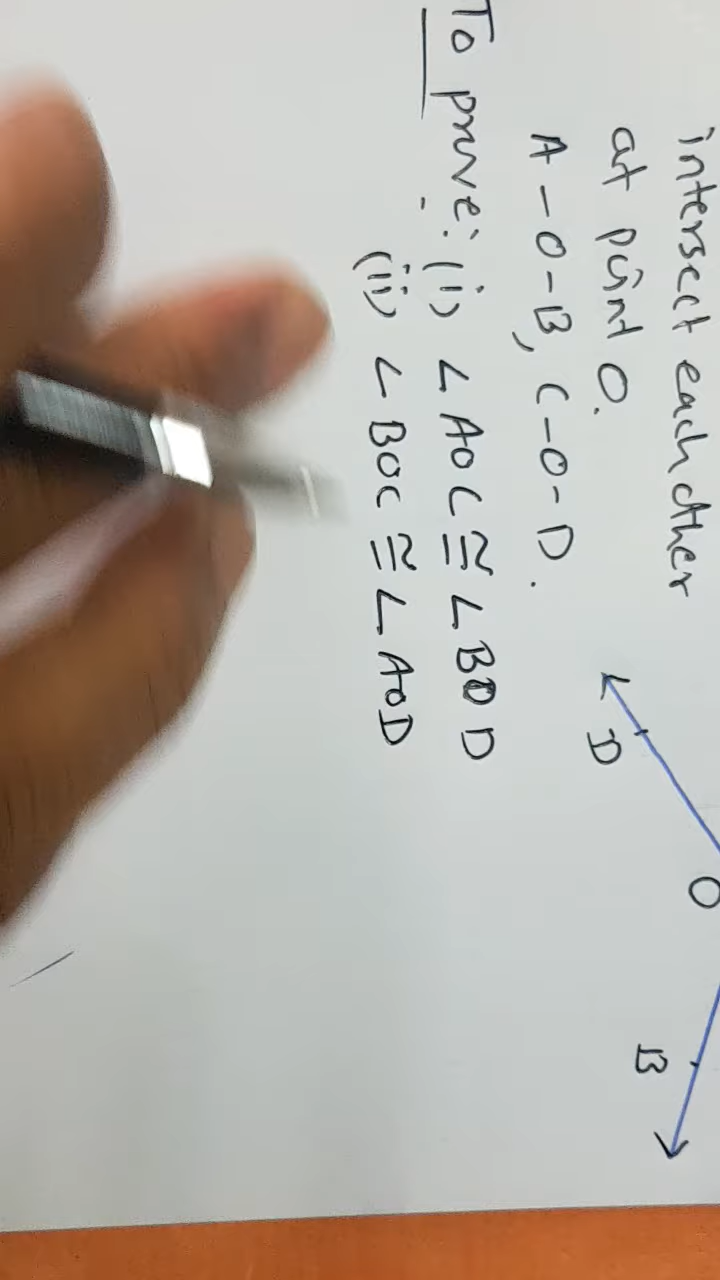 intersect each other
at point O.
A - O - B, C - O - D.
To prove: (i) ∠ AOC ≅ ∠ BOD
(ii) ∠ BOC ≅ ∠ AOD
D
O
B